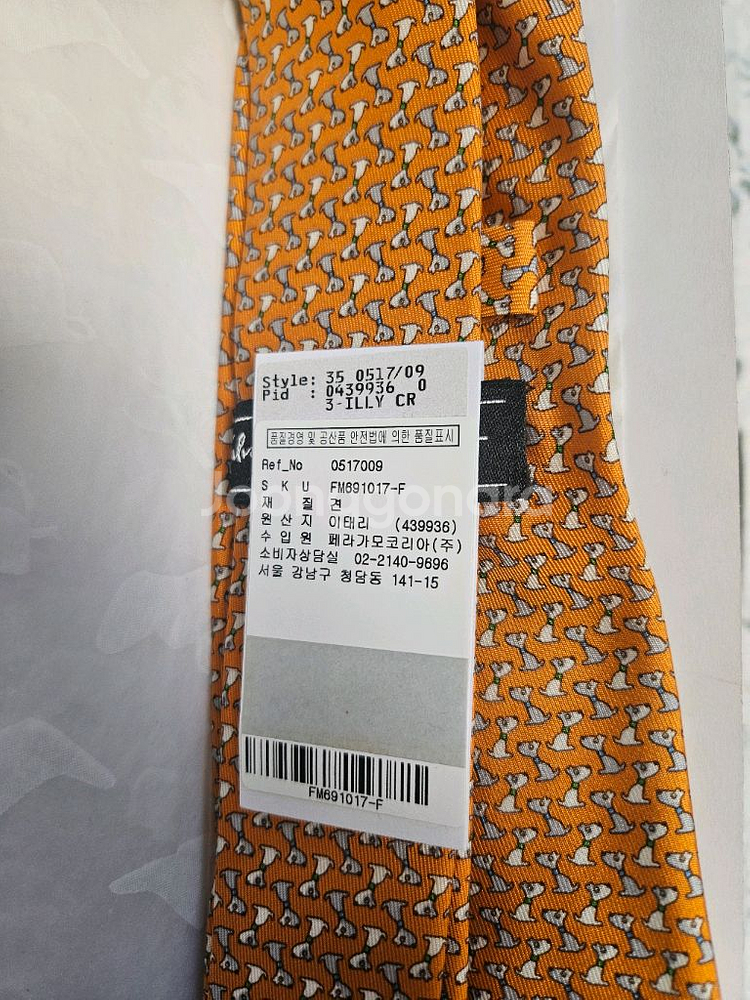 Style: 35 0517/09
Pid : 0439936 0
3-ILLY CR
품질경영 및 공산품 안전법에 의한 품질표시
Ref_No 0517009
S K U FM691017-F
재 질 견
원 산 지 이태리 (439936)
수 입 원 페라가모코리아(주)
소비자상담실 02-2140-9696
서울 강남구 청담동 141-15
FM691017-F
Joonggonara